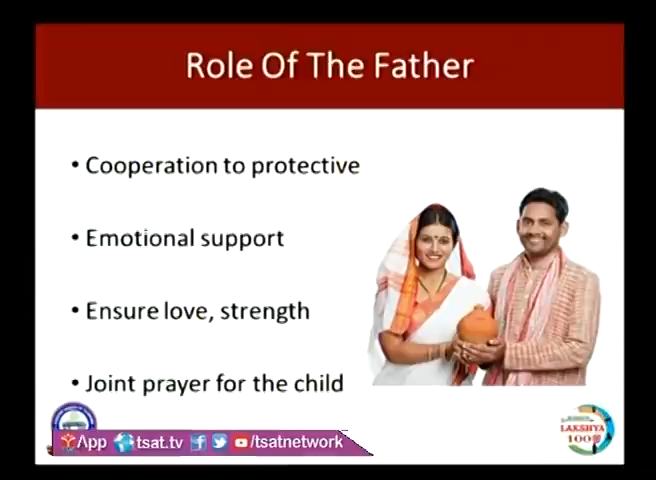 Role Of The Father
• Cooperation to protective
• Emotional support
• Ensure love, strength
• Joint prayer for the child
App tsat.tv /tsatnetwork
LAKSHYA
100